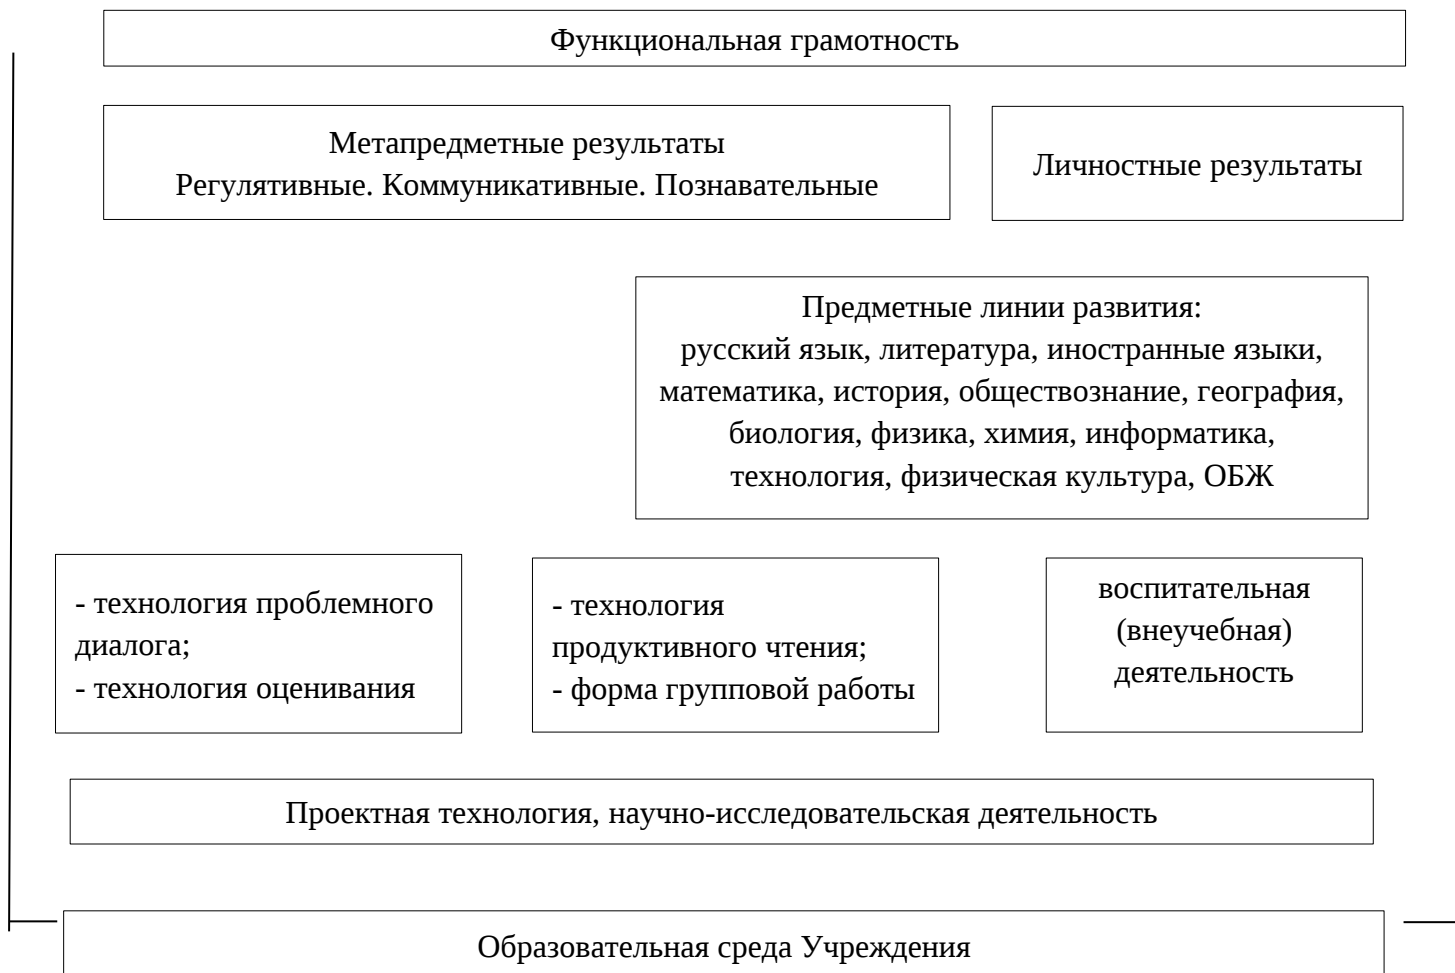 Функциональная грамотность
Метапредметные результаты
Регулятивные. Коммуникативные. Познавательные
Личностные результаты
Предметные линии развития:
русский язык, литература, иностранные языки,
математика, история, обществознание, география,
биология, физика, химия, информатика,
технология, физическая культура, ОБЖ
- технология проблемного
диалога;
- технология оценивания
- технология
продуктивного чтения;
- форма групповой работы
воспитательная
(внеучебная)
деятельность
Проектная технология, научно-исследовательская деятельность
Образовательная среда Учреждения